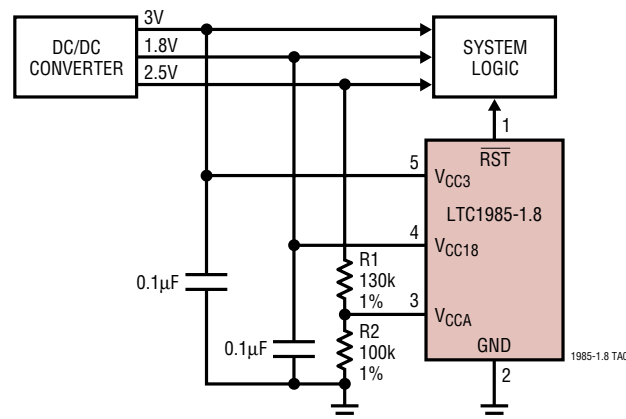 3V
DC/DC
CONVERTER
1.8V
2.5V
SYSTEM
LOGIC
1
RST
5
VCC3
LTC1985-1.8
4
VCC18
R1
130k
1%
0.1µF
3
VCCA
R2
100k
1%
0.1µF
GND
2
1985-1.8 TA0